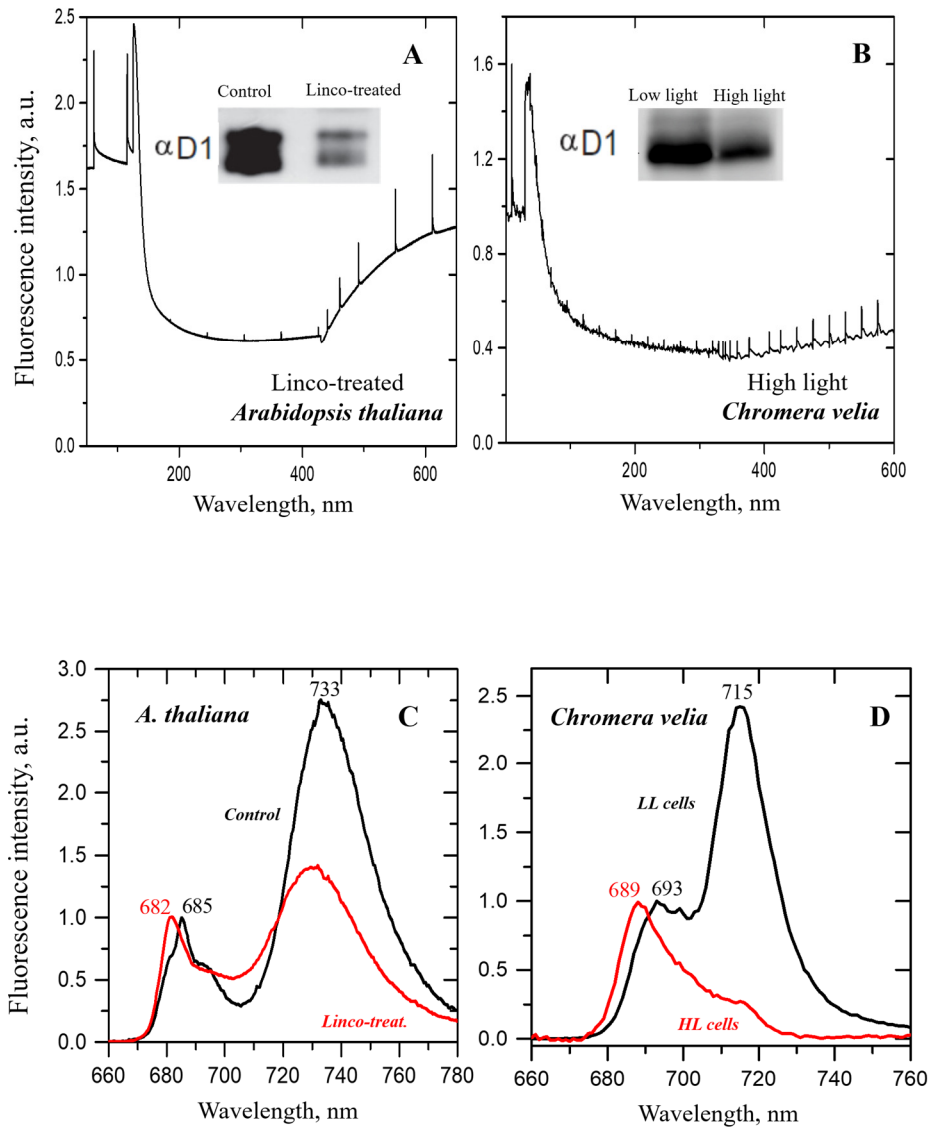 A
Control
Linco-treated
αD1
Linco-treated
Arabidopsis thaliana
Fluorescence intensity, a.u.
2.5
2.0
1.5
1.0
0.5
0.0
200
400
600
Wavelength, nm
B
Low light
High light
αD1
High light
Chromera velia
1.6
1.2
0.8
0.4
0.0
200
400
600
Wavelength, nm
A. thaliana
C
733
Control
682
685
Linco-treat.
Fluorescence intensity, a.u.
3.0
2.5
2.0
1.5
1.0
0.5
0.0
660
680
700
720
740
760
780
Wavelength, nm
Chromera velia
D
715
LL cells
689
693
HL cells
2.5
2.0
1.5
1.0
0.5
0.0
660
680
700
720
740
760
Wavelength, nm